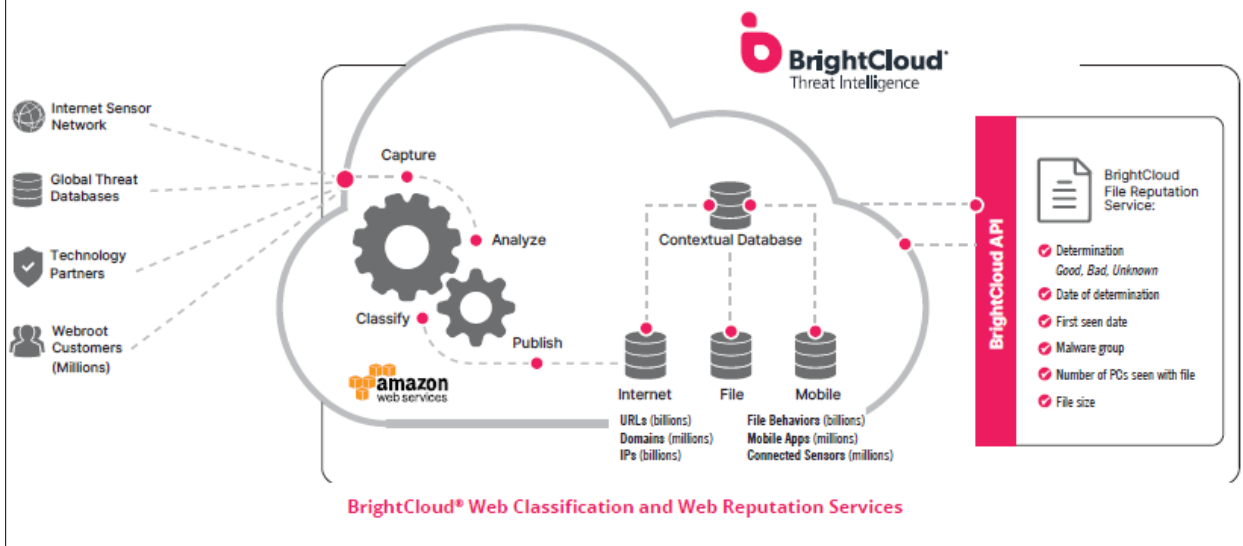 BrightCloud®
Threat Intelligence
Internet Sensor
Network
Global Threat
Databases
Technology
Partners
Webroot
Customers
(Millions)
Capture
Analyze
Classify
Publish
amazon
web services
Contextual Database
Internet
File
Mobile
URLs (billions)
Domains (millions)
IPs (billions)
File Behaviors (billions)
Mobile Apps (millions)
Connected Sensors (millions)
BrightCloud API
BrightCloud
File Reputation
Service:
Determination
Good, Bad, Unknown
Date of determination
First seen date
Malware group
Number of PCs seen with file
File size
BrightCloud® Web Classification and Web Reputation Services